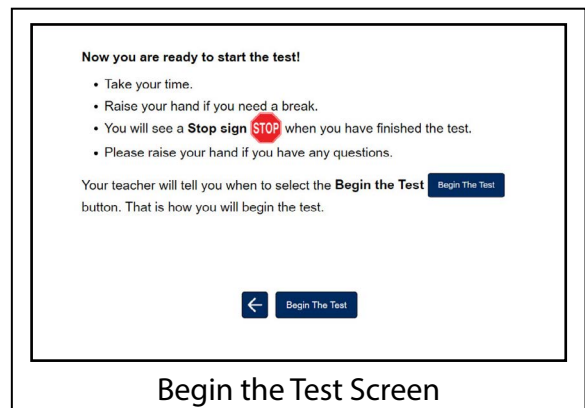 Now you are ready to start the test!
• Take your time.
• Raise your hand if you need a break.
• You will see a Stop sign STOP when you have finished the test.
• Please raise your hand if you have any questions.
Your teacher will tell you when to select the Begin the Test Begin The Test
button. That is how you will begin the test.
Begin The Test
Begin the Test Screen